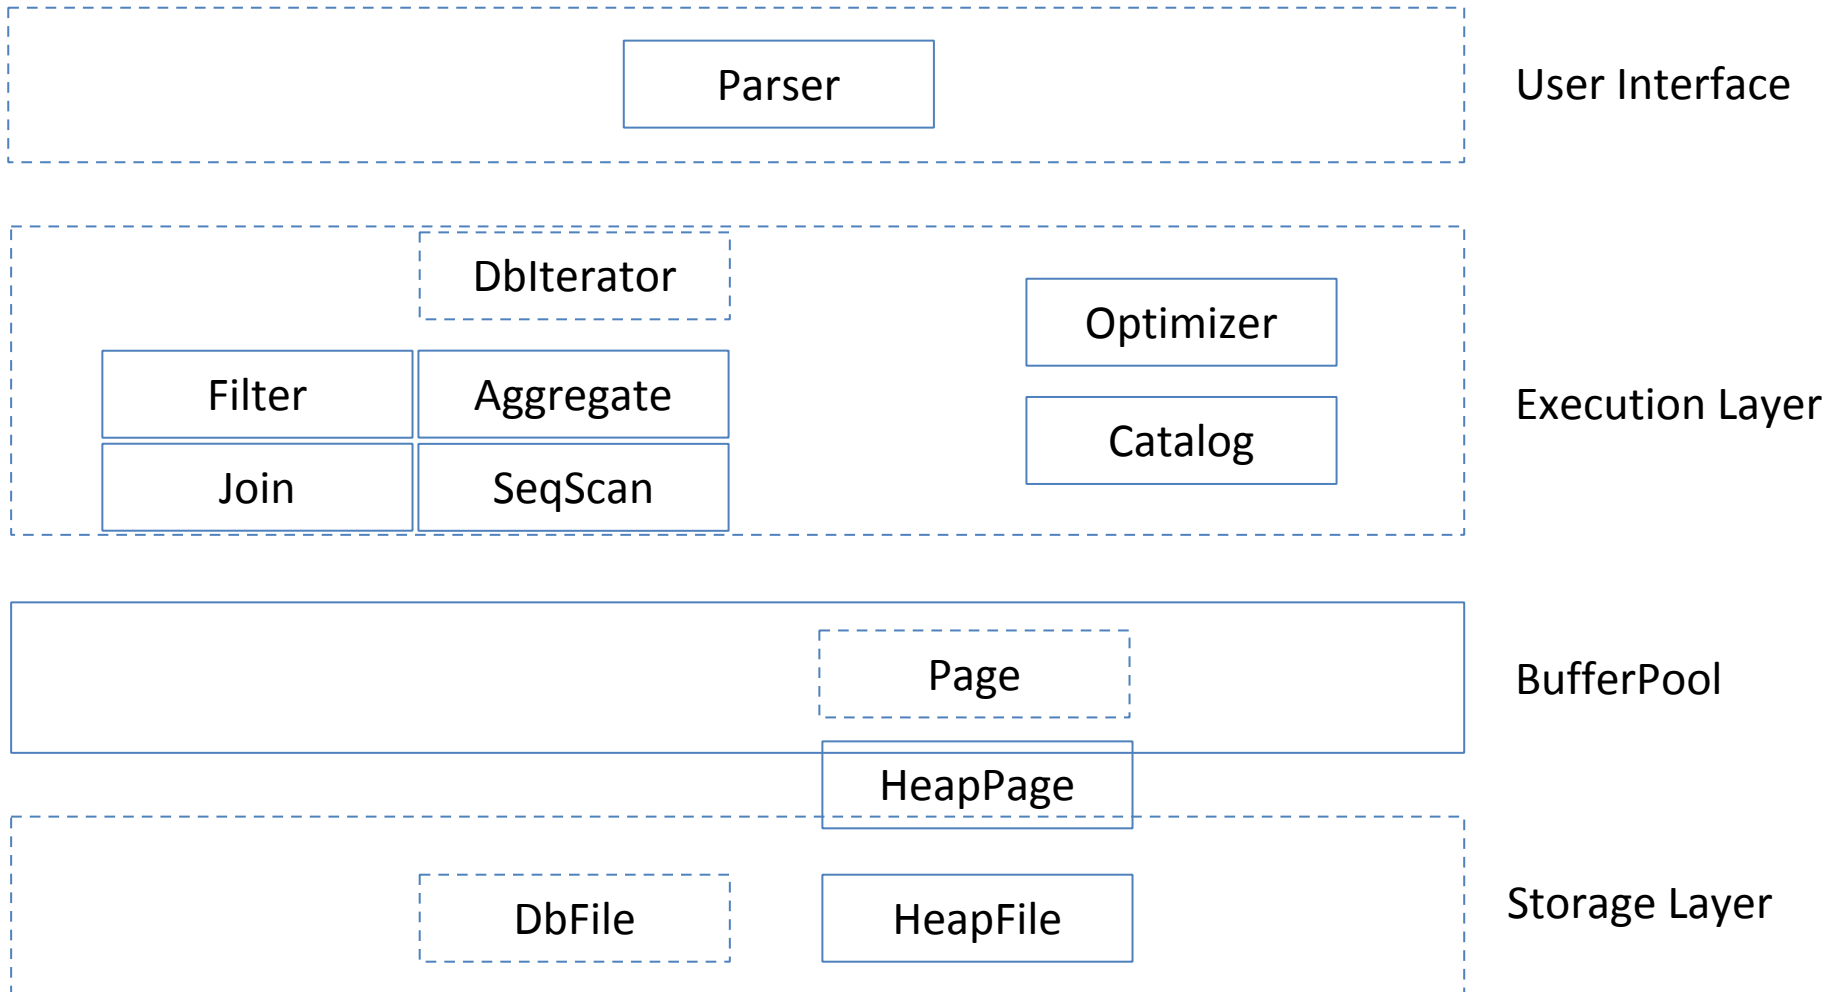 Parser
User Interface
DbIterator
Optimizer
Filter
Aggregate
Execution Layer
Catalog
Join
SeqScan
Page
BufferPool
HeapPage
DbFile
HeapFile
Storage Layer